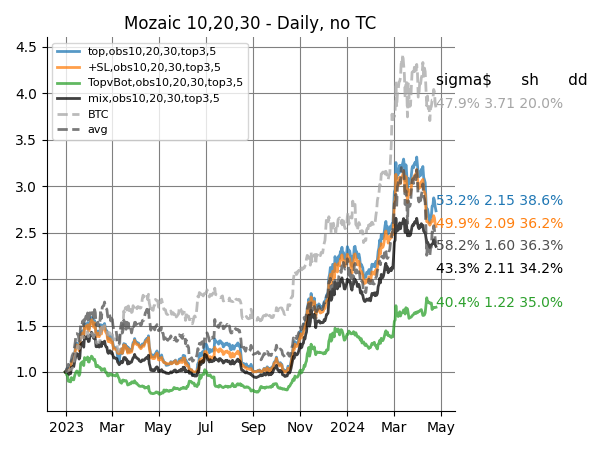 Mozaic 10,20,30 - Daily, no TC
top,obs10,20,30,top3,5
+SL,obs10,20,30,top3,5
TopvBot,obs10,20,30,top3,5
mix,obs10,20,30,top3,5
BTC
avg
sigma$ sh dd
47.9% 3.71 20.0%
53.2% 2.15 38.6%
49.9% 2.09 36.2%
58.2% 1.60 36.3%
43.3% 2.11 34.2%
40.4% 1.22 35.0%
4.5
4.0
3.5
3.0
2.5
2.0
1.5
1.0
2023 Mar May Jul Sep Nov 2024 Mar May